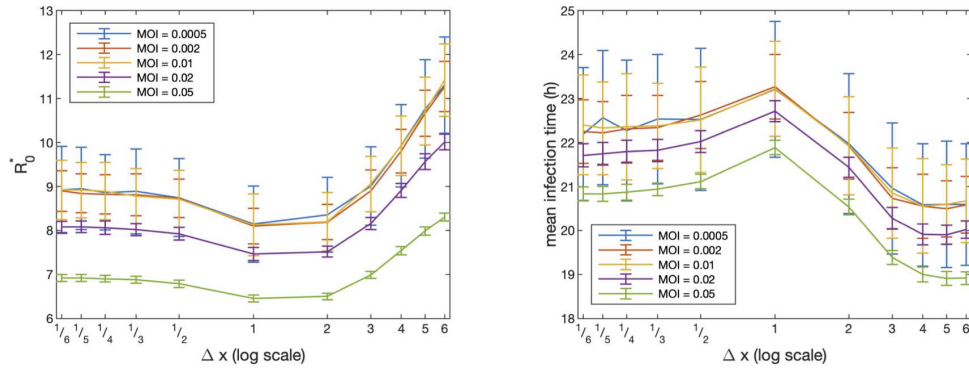 13
12
11
10
9
8
7
6
R*0
MOI = 0.0005
MOI = 0.002
MOI = 0.01
MOI = 0.02
MOI = 0.05
1/6 1/5 1/4 1/3 1/2 1 2 3 4 5 6
Δ x (log scale)
25
24
23
22
21
20
19
18
mean infection time (h)
MOI = 0.0005
MOI = 0.002
MOI = 0.01
MOI = 0.02
MOI = 0.05
1/6 1/5 1/4 1/3 1/2 1 2 3 4 5 6
Δ x (log scale)